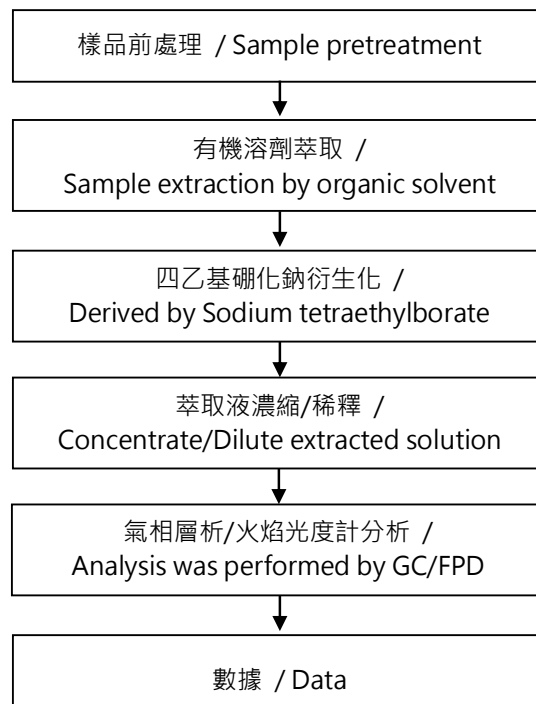 樣品前處理 / Sample pretreatment
有機溶劑萃取 /
Sample extraction by organic solvent
四乙基硼化鈉衍生化 /
Derived by Sodium tetraethylborate
萃取液濃縮/稀釋 /
Concentrate/Dilute extracted solution
氣相層析/火焰光度計分析 /
Analysis was performed by GC/FPD
數據 / Data